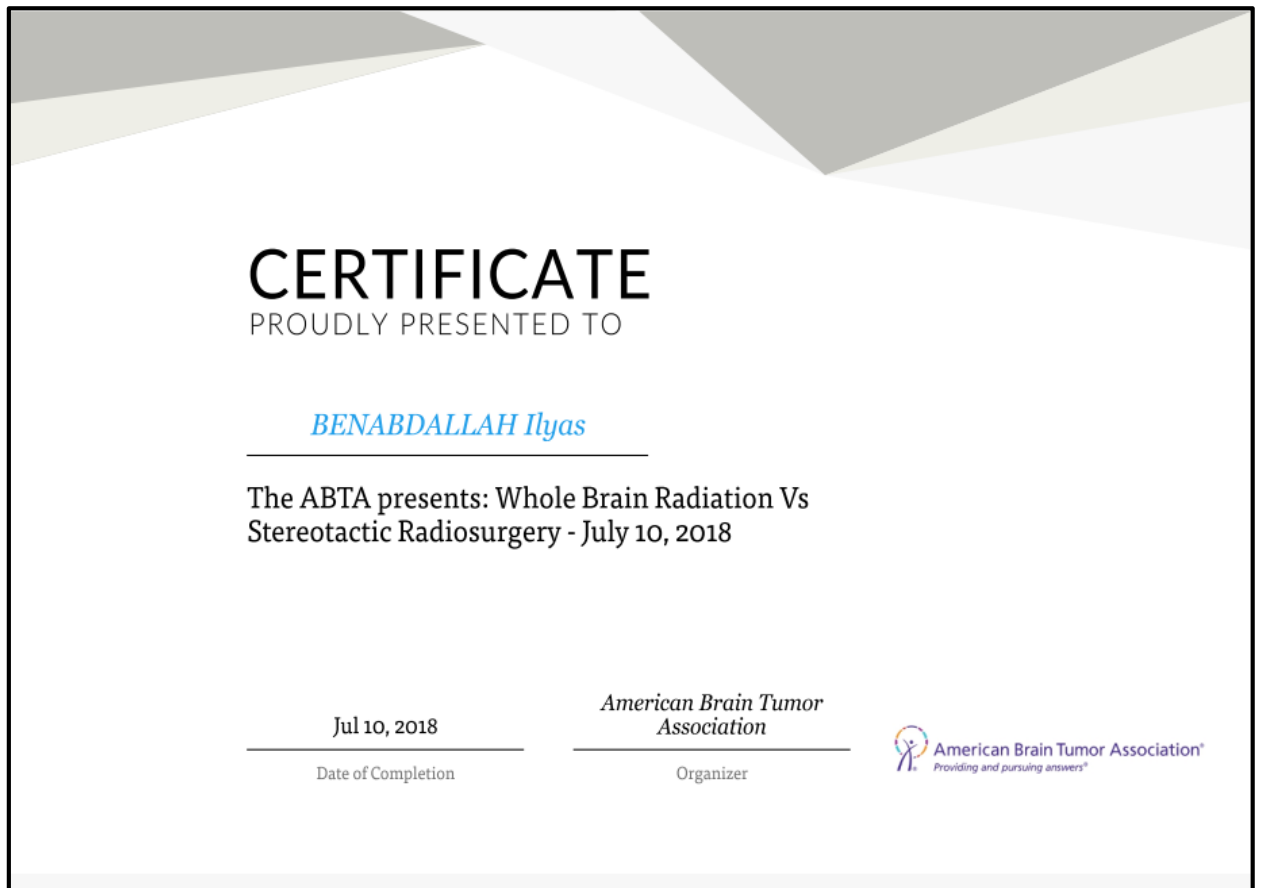 CERTIFICATE
PROUDLY PRESENTED TO
BENABDALLAH Ilyas
The ABTA presents: Whole Brain Radiation Vs
Stereotactic Radiosurgery - July 10, 2018
Jul 10, 2018
Date of Completion
American Brain Tumor
Association
Organizer
American Brain Tumor Association®
Providing and pursuing answers®